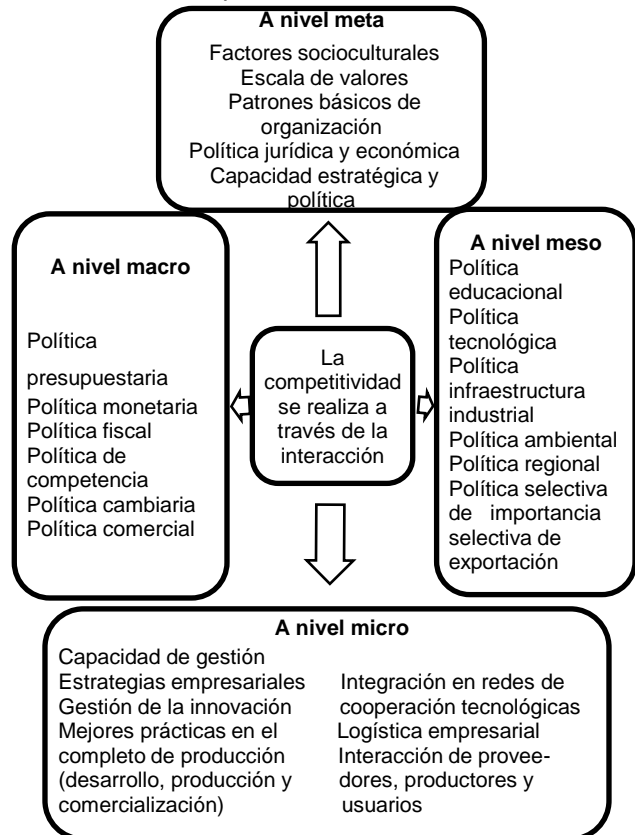 A nivel meta
Factores socioculturales
Escala de valores
Patrones básicos de
organización
Política jurídica y económica
Capacidad estratégica y
política
A nivel macro
Política
presupuestaria
Política monetaria
Política fiscal
Política de
competencia
Política cambiaria
Política comercial
La
competitividad
se realiza a
través de la
interacción
A nivel meso
Política
educacional
Política
tecnológica
Política
infraestructura
industrial
Política ambiental
Política regional
Política selectiva
de importancia
selectiva de
exportación
A nivel micro
Capacidad de gestión
Estrategias empresariales
Gestión de la innovación
Mejores prácticas en el
completo de producción
(desarrollo, producción y
comercialización)
Integración en redes de
cooperación tecnológicas
Logística empresarial
Interacción de provee-
dores, productores y
usuarios